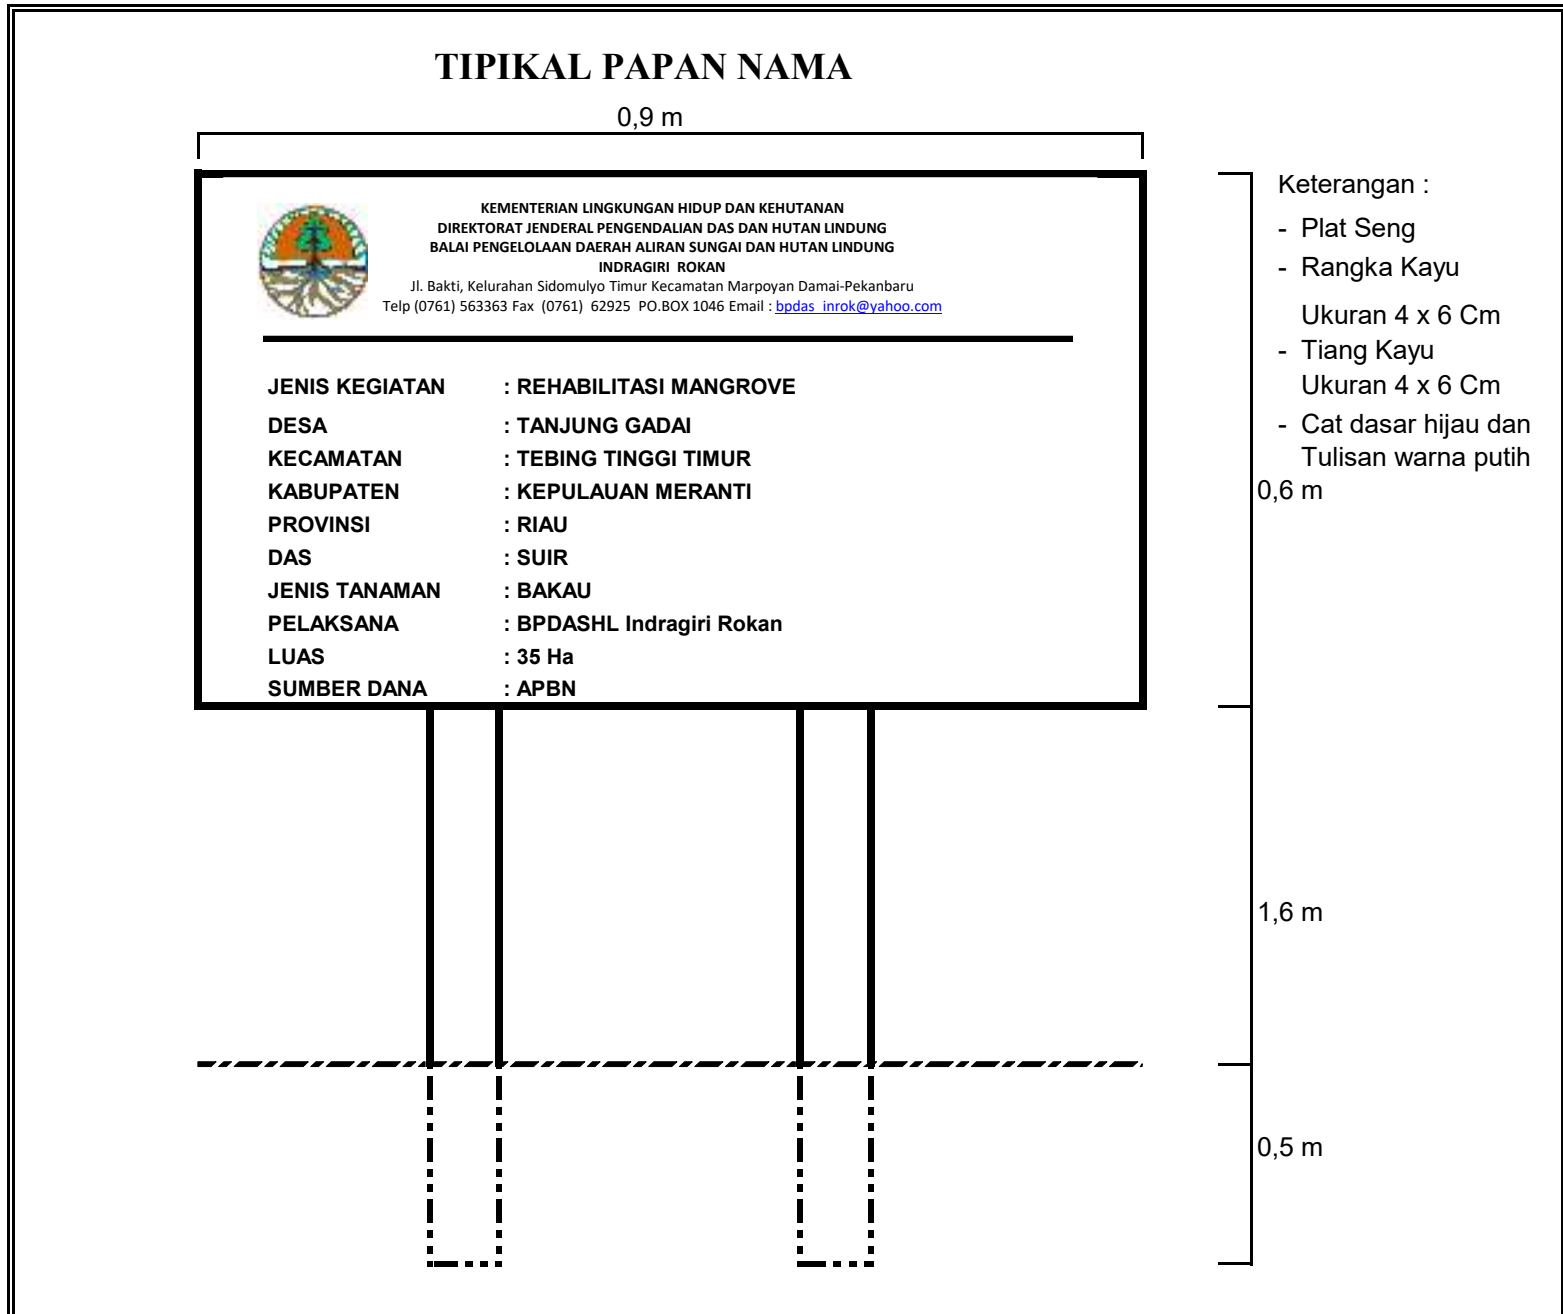 TIPIKAL PAPAN NAMA
0,9 m
KEMENTERIAN LINGKUNGAN HIDUP DAN KEHUTANAN
DIREKTORAT JENDERAL PENGENDALIAN DAS DAN HUTAN LINDUNG
BALAI PENGELOLAAN DAERAH ALIRAN SUNGAI DAN HUTAN LINDUNG
INDRAGIRI ROKAN
Jl. Bakti, Kelurahan Sidomulyo Timur Kecamatan Marpoyan Damai-Pekanbaru
Telp (0761) 563363 Fax (0761) 62925 PO.BOX 1046 Email : bpdas_inrok@yahoo.com
JENIS KEGIATAN : REHABILITASI MANGROVE
DESA : TANJUNG GADAI
KECAMATAN : TEBING TINGGI TIMUR
KABUPATEN : KEPULAUAN MERANTI
PROVINSI : RIAU
DAS : SUIR
JENIS TANAMAN : BAKAU
PELAKSANA : BPDASHL Indragiri Rokan
LUAS : 35 Ha
SUMBER DANA : APBN
Keterangan :
- Plat Seng
- Rangka Kayu
Ukuran 4 x 6 Cm
- Tiang Kayu
Ukuran 4 x 6 Cm
- Cat dasar hijau dan
Tulisan warna putih
0,6 m
1,6 m
0,5 m